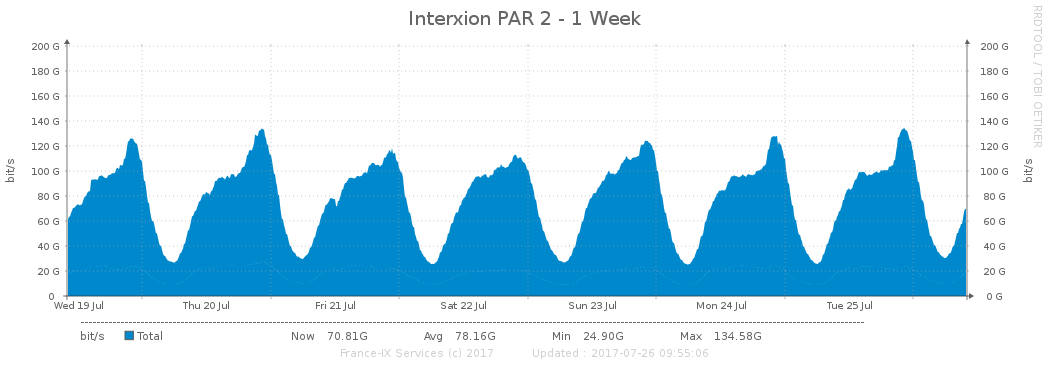 Interxion PAR 2 - 1 Week
RRDTOOL / TOBI OETIKER
bit/s
bit/s
200 G 200 G
180 G 180 G
160 G 160 G
140 G 140 G
120 G 120 G
100 G 100 G
80 G 80 G
60 G 60 G
40 G 40 G
20 G 20 G
0 0 G
Wed 19 Jul Thu 20 Jul Fri 21 Jul Sat 22 Jul Sun 23 Jul Mon 24 Jul Tue 25 Jul
bit/s Total Now 70.81G Avg 78.16G Min 24.90G Max 134.58G
France-IX Services (c) 2017 Updated : 2017-07-26 09:55:06